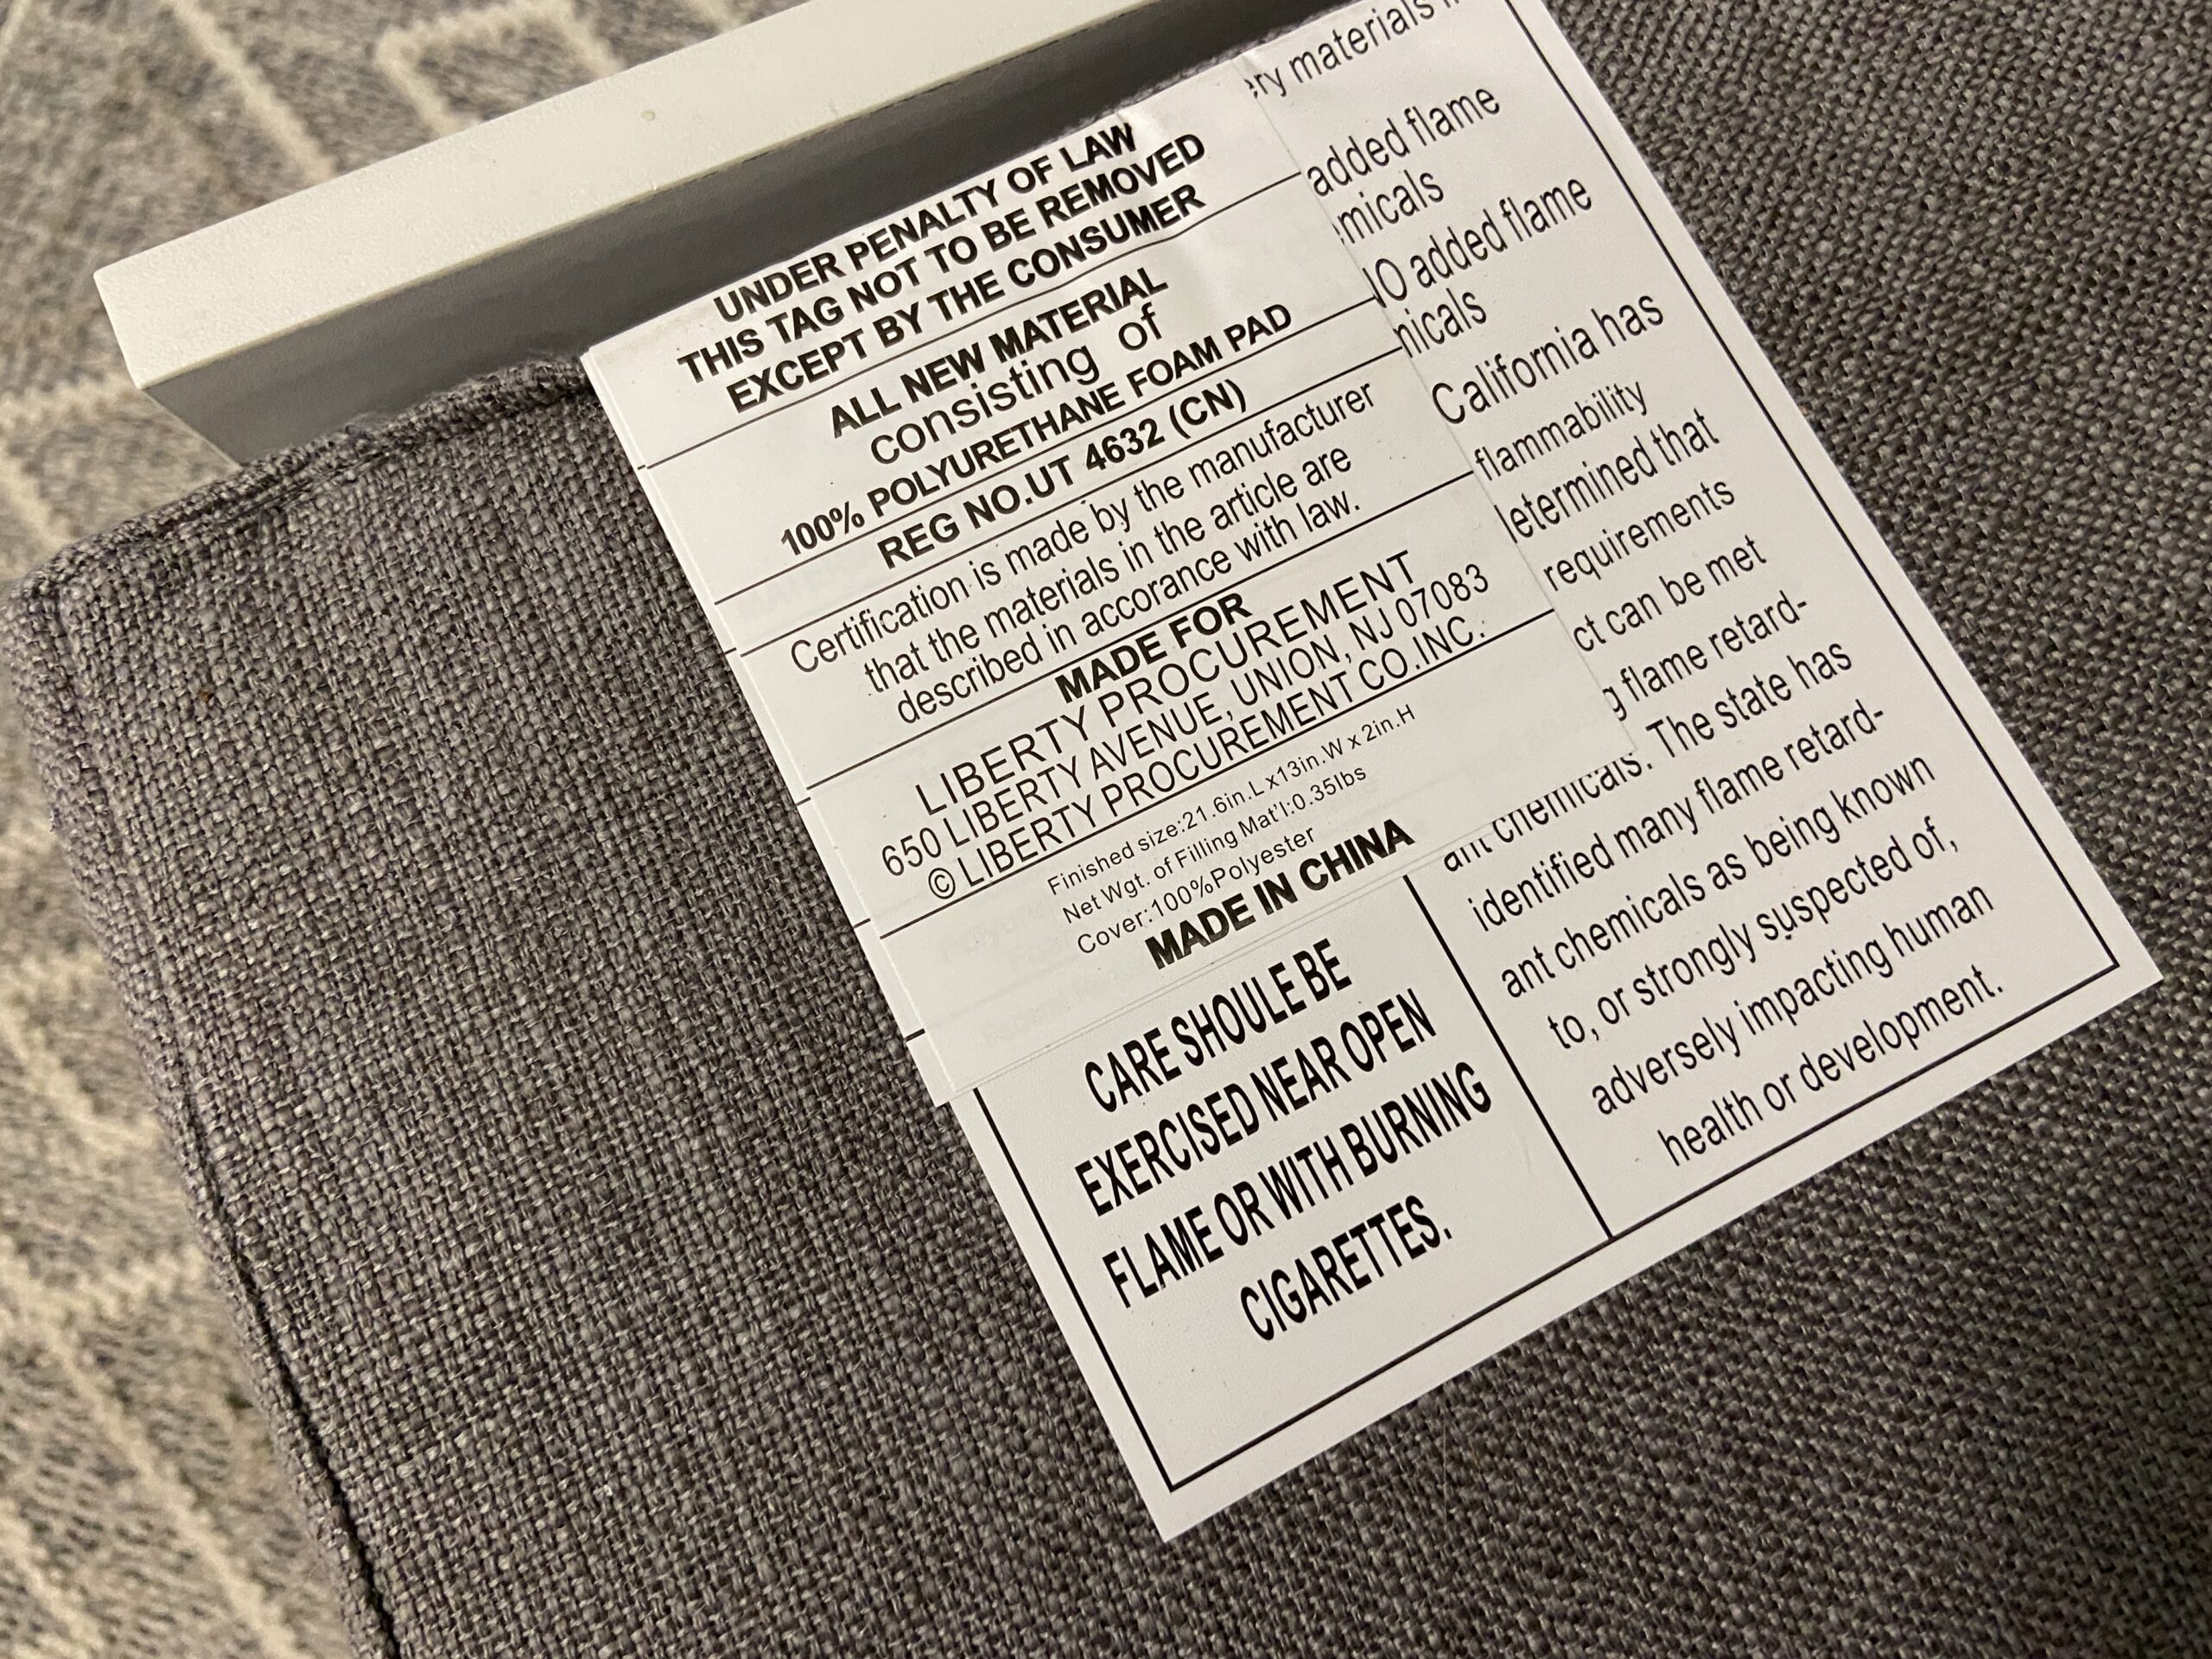 UNDER PENALTY OF LAW
THIS TAG NOT TO BE REMOVED
EXCEPT BY THE CONSUMER
ALL NEW MATERIAL
consisting of
100% POLYURETHANE FOAM PAD
REG NO.UT 4632 (CN)
Certification is made by the manufacturer
that the materials in the article are
described in accorance with law.
MADE FOR
LIBERTY PROCUREMENT
650 LIBERTY AVENUE, UNION, NJ 07083
© LIBERTY PROCUREMENT CO.INC.
Finished size:21.6in.L x13in.W x 2in.H
Net Wgt. of Filling Mat'l:0.35lbs
Cover:100%Polyester
MADE IN CHINA
CARE SHOULE BE
EXERCISED NEAR OPEN
FLAME OR WITH BURNING
CIGARETTES.
materials
added flame
NO added flame
California has
flammability
determined that
requirements
can be met
flame retard-
ant chemicals. The state has
identified many flame retard-
ant chemicals as being known
to, or strongly suspected of,
adversely impacting human
health or development.